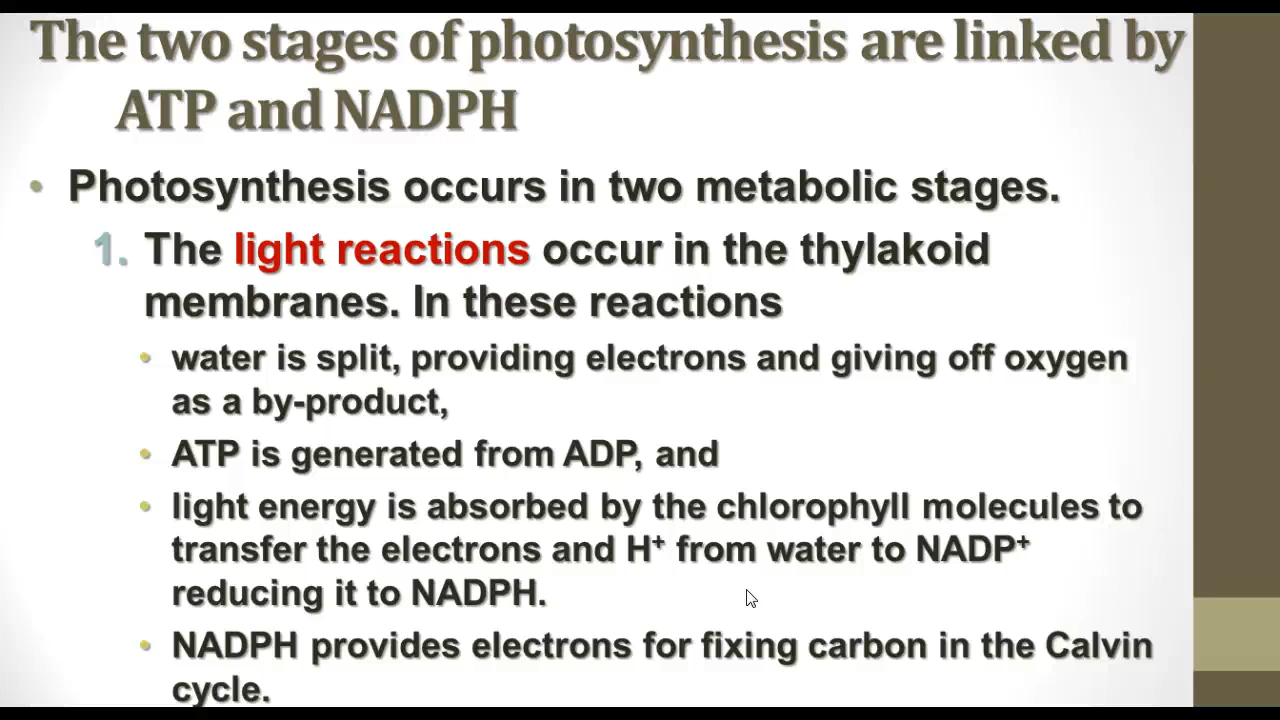 The two stages of photosynthesis are linked by
ATP and NADPH
• Photosynthesis occurs in two metabolic stages.
1. The light reactions occur in the thylakoid
membranes. In these reactions
• water is split, providing electrons and giving off oxygen
as a by-product,
• ATP is generated from ADP, and
• light energy is absorbed by the chlorophyll molecules to
transfer the electrons and H⁺ from water to NADP⁺
reducing it to NADPH.
• NADPH provides electrons for fixing carbon in the Calvin
cycle.